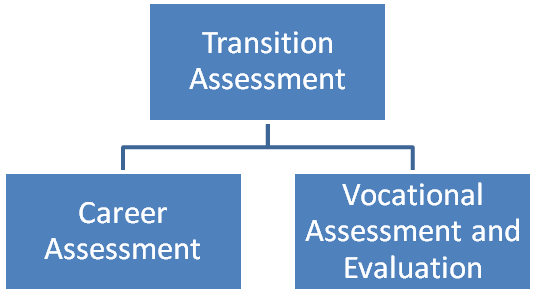 Transition
Assessment
Career
Assessment
Vocational
Assessment and
Evaluation